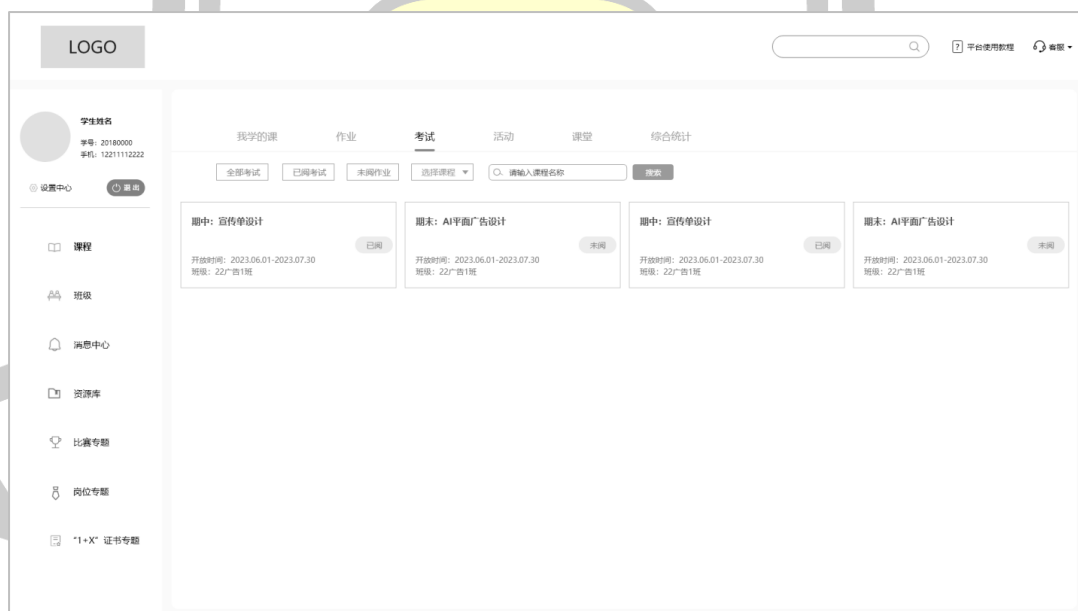 LOGO
? 平台使用教程 客服
学生姓名
学号: 20180000
手机: 12211112222
设置中心 退出
课程
班级
消息中心
资源库
比赛专题
岗位专题
“1+X” 证书专题
我学的课 作业 考试 活动 课堂 综合统计
全部考试 已阅考试 未阅作业 选择课程 请输入课程名称 搜索
期中: 宣传单设计
已阅
开放时间: 2023.06.01-2023.07.30
班级: 22广告1班
期末: AI平面广告设计
未阅
开放时间: 2023.06.01-2023.07.30
班级: 22广告1班
期中: 宣传单设计
已阅
开放时间: 2023.06.01-2023.07.30
班级: 22广告1班
期末: AI平面广告设计
未阅
开放时间: 2023.06.01-2023.07.30
班级: 22广告1班